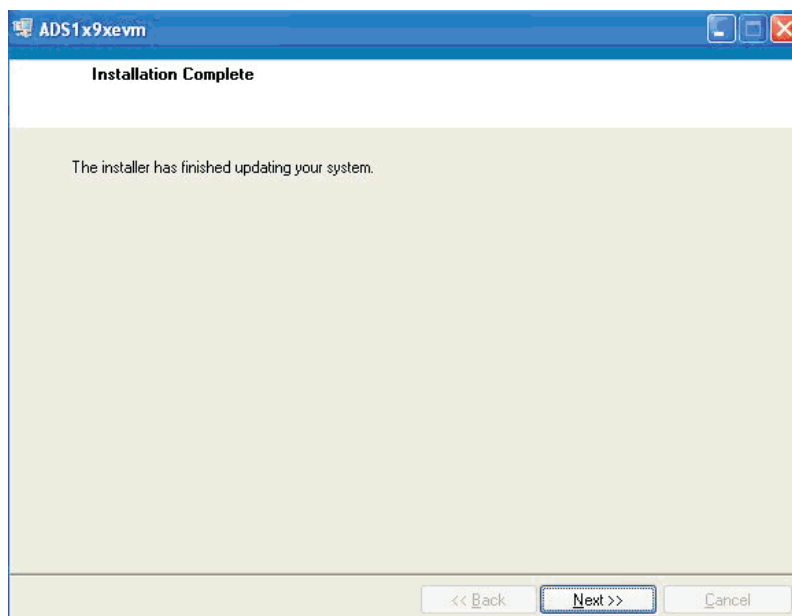 ADS1x9xevm
Installation Complete
The installer has finished updating your system.
<< Back Next >> Cancel